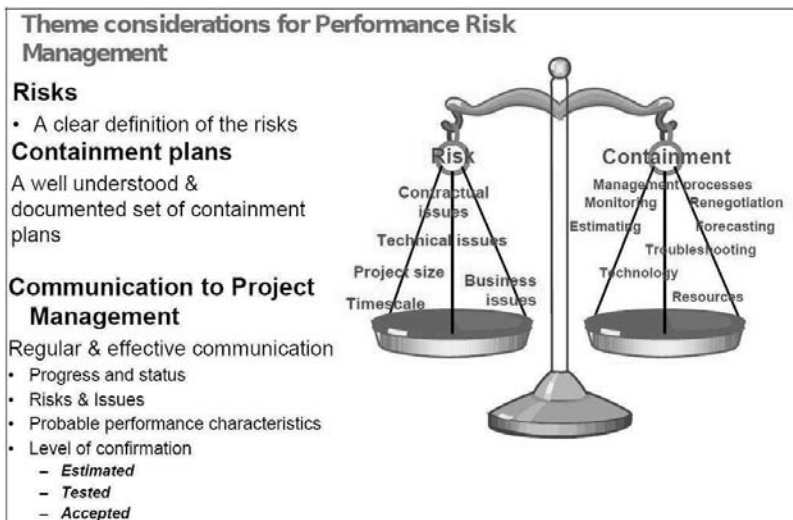 Theme considerations for Performance Risk
Management
Risks
• A clear definition of the risks
Containment plans
A well understood &
documented set of containment
plans
Communication to Project
Management
Regular & effective communication
• Progress and status
• Risks & Issues
• Probable performance characteristics
• Level of confirmation
– Estimated
– Tested
– Accepted
Risk
Contractual
issues
Technical issues
Project size
Business
issues
Timescale
Containment
Management processes
Monitoring Renegotiation
Estimating Forecasting
Troubleshooting
Technology
Resources